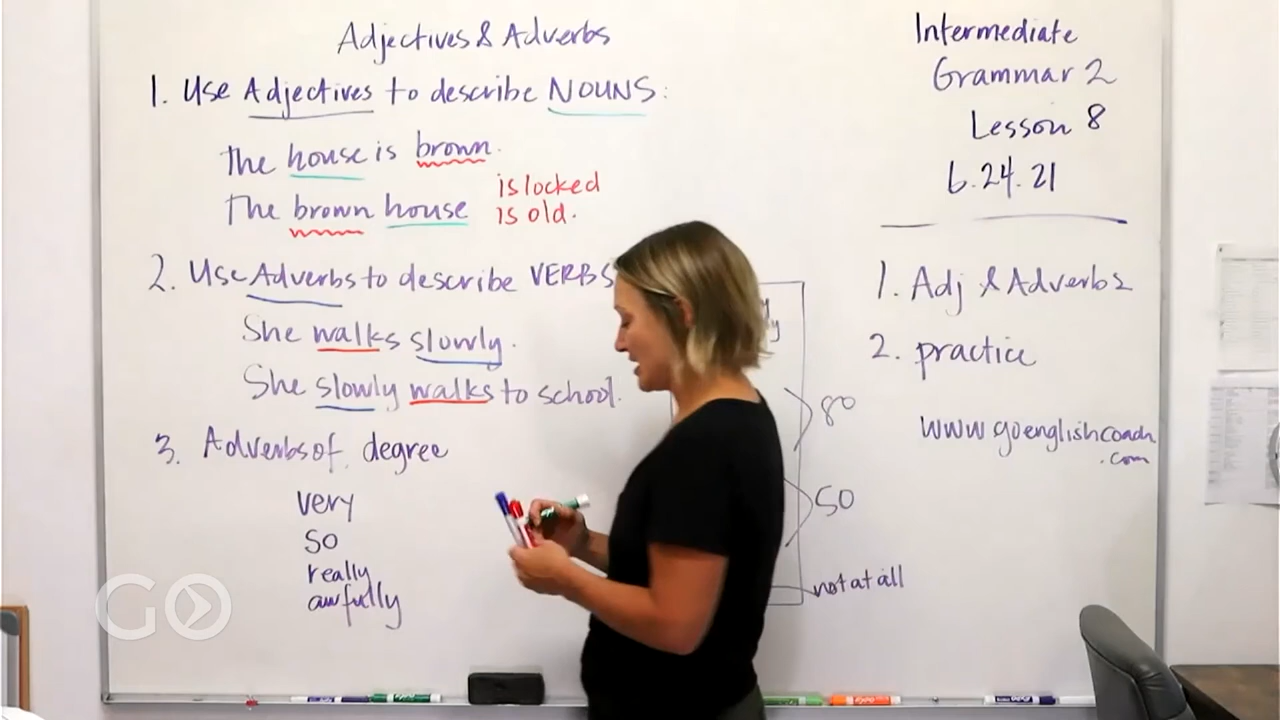 Adjectives & Adverbs
1. Use Adjectives to describe NOUNS:
The house is brown.
The brown house is locked
is old.
2. Use Adverbs to describe VERBS
She walks slowly.
She slowly walks to school.
3. Adverbs of degree
very
so
really
awfully
80
50
not at all
Intermediate
Grammar 2
Lesson 8
6.24.21
1. Adj & Adverbs
2. practice
www.goenglishcoach
.com
GO